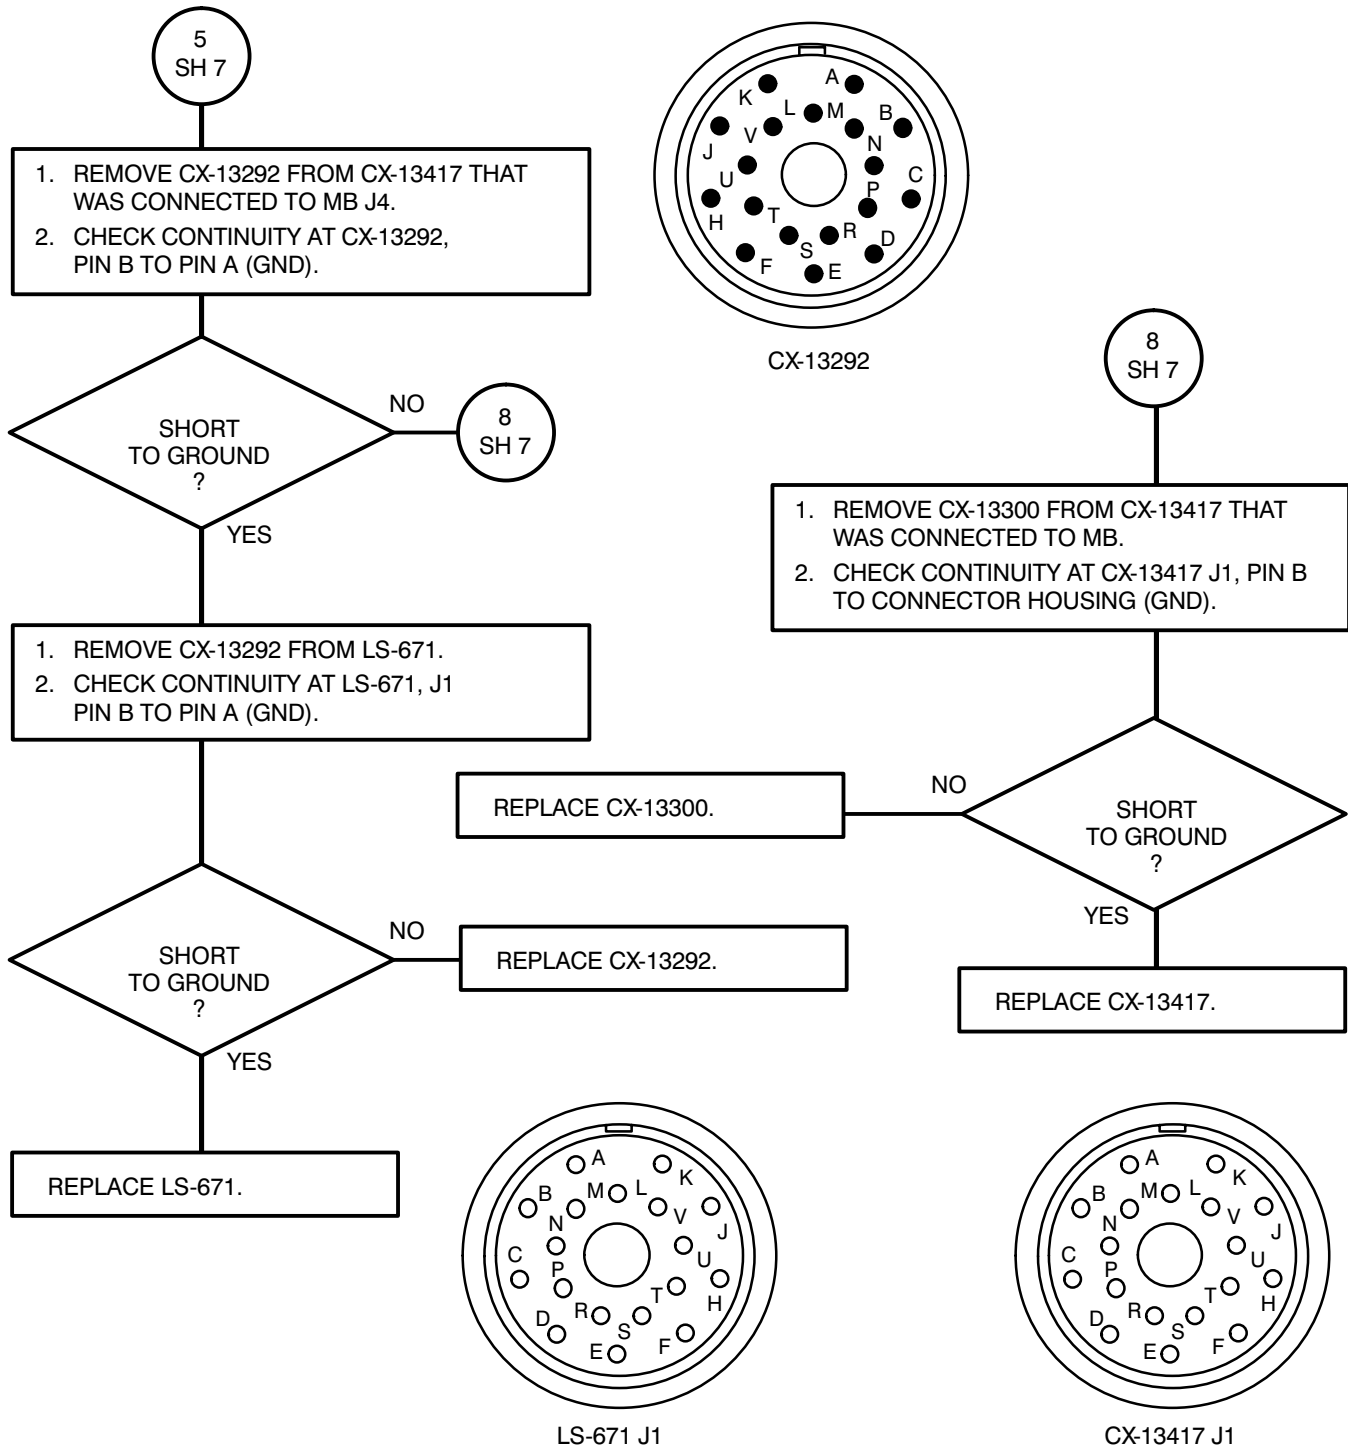 5
SH 7
1. REMOVE CX-13292 FROM CX-13417 THAT
WAS CONNECTED TO MB J4.
2. CHECK CONTINUITY AT CX-13292,
PIN B TO PIN A (GND).
SHORT
TO GROUND
?
NO
8
SH 7
YES
1. REMOVE CX-13292 FROM LS-671.
2. CHECK CONTINUITY AT LS-671, J1
PIN B TO PIN A (GND).
SHORT
TO GROUND
?
NO
REPLACE CX-13292.
YES
REPLACE LS-671.
K
A
L
M
B
J
V
N
U
P
C
H
T
S
R
D
F
E
CX-13292
8
SH 7
1. REMOVE CX-13300 FROM CX-13417 THAT
WAS CONNECTED TO MB.
2. CHECK CONTINUITY AT CX-13417 J1, PIN B
TO CONNECTOR HOUSING (GND).
SHORT
TO GROUND
?
NO
REPLACE CX-13300.
YES
REPLACE CX-13417.
A
K
B
M
L
N
V
J
C
P
U
H
D
R
S
T
E
F
LS-671 J1
A
K
B
M
L
N
V
J
C
P
U
H
D
R
S
T
E
F
CX-13417 J1